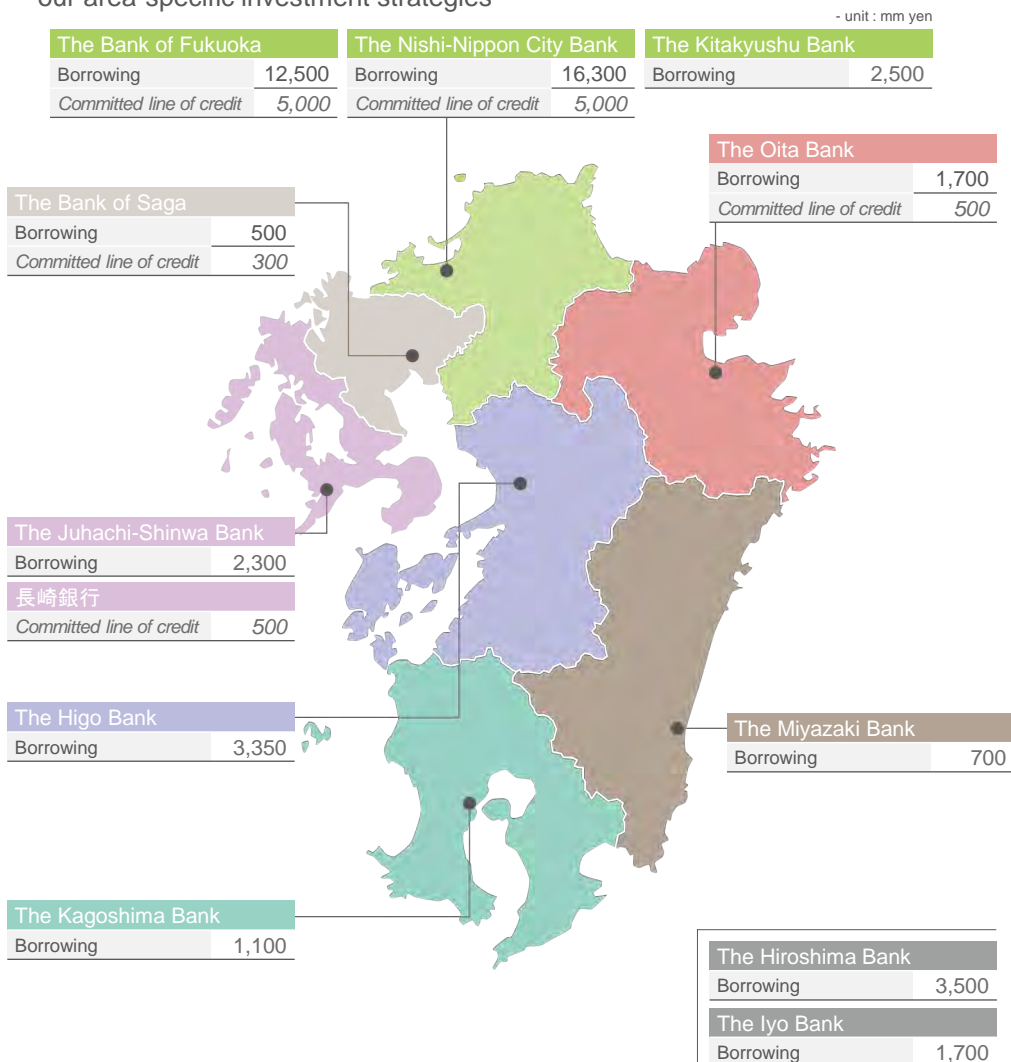 our area-specific investment strategies
- unit : mm yen
The Bank of Fukuoka
Borrowing 12,500
Committed line of credit 5,000
The Nishi-Nippon City Bank
Borrowing 16,300
Committed line of credit 5,000
The Kitakyushu Bank
Borrowing 2,500
The Oita Bank
Borrowing 1,700
Committed line of credit 500
The Bank of Saga
Borrowing 500
Committed line of credit 300
The Juhachi-Shinwa Bank
Borrowing 2,300
長崎銀行
Committed line of credit 500
The Higo Bank
Borrowing 3,350
The Miyazaki Bank
Borrowing 700
The Kagoshima Bank
Borrowing 1,100
The Hiroshima Bank
Borrowing 3,500
The Iyo Bank
Borrowing 1,700